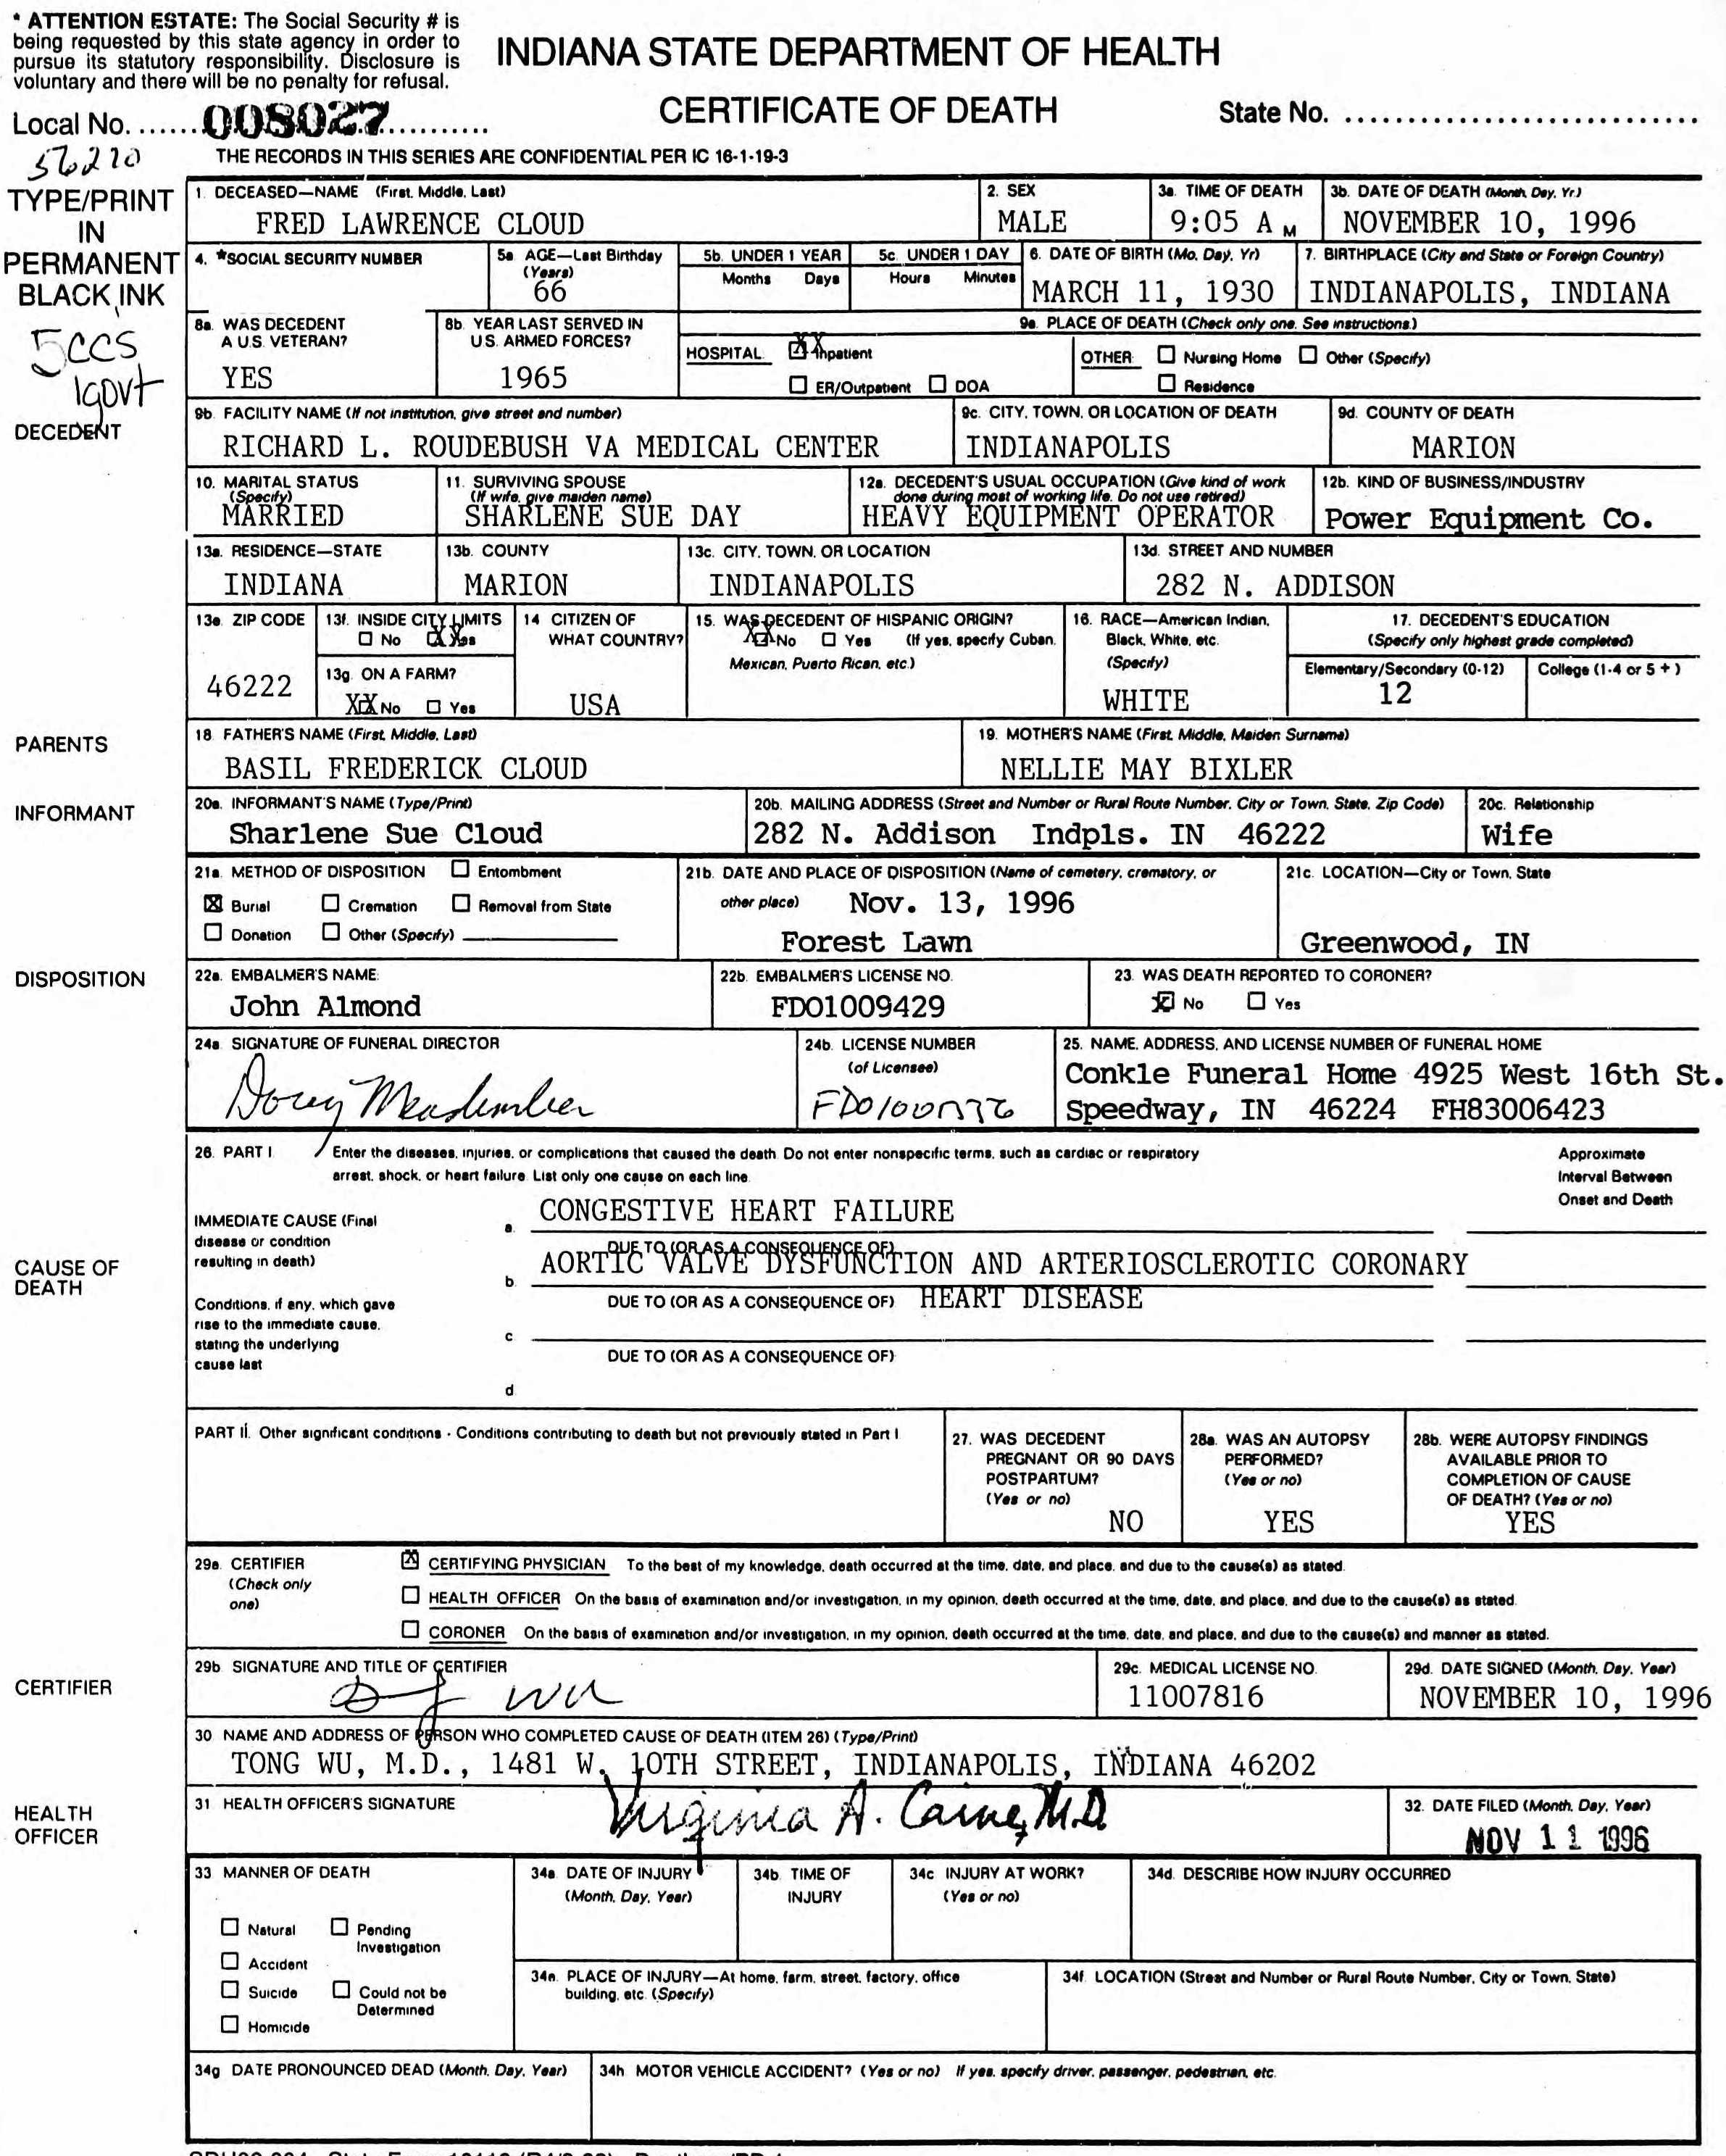 * ATTENTION ESTATE: The Social Security # is
being requested by this state agency in order to
pursue its statutory responsibility. Disclosure is
voluntary and there will be no penalty for refusal.
INDIANA STATE DEPARTMENT OF HEALTH
CERTIFICATE OF DEATH
Local No. ...... 008027 ............
State No. ............................
56270
THE RECORDS IN THIS SERIES ARE CONFIDENTIAL PER IC 16-1-19-3
TYPE/PRINT
IN
PERMANENT
BLACK INK
5CCS
1govt
DECEDENT
1. DECEASED—NAME (First, Middle, Last)
FRED LAWRENCE CLOUD
2. SEX
MALE
3a. TIME OF DEATH
9:05 A M
3b. DATE OF DEATH (Month, Day, Yr.)
NOVEMBER 10, 1996
4. *SOCIAL SECURITY NUMBER
5a. AGE—Last Birthday
(Years)
66
5b. UNDER 1 YEAR
Months Days
5c. UNDER 1 DAY
Hours Minutes
6. DATE OF BIRTH (Mo, Day, Yr)
MARCH 11, 1930
7. BIRTHPLACE (City and State or Foreign Country)
INDIANAPOLIS, INDIANA
8a. WAS DECEDENT
A U.S. VETERAN?
YES
8b. YEAR LAST SERVED IN
U.S. ARMED FORCES?
1965
9a. PLACE OF DEATH (Check only one. See instructions.)
HOSPITAL: XX Inpatient
☐ ER/Outpatient ☐ DOA
OTHER: ☐ Nursing Home ☐ Other (Specify)
☐ Residence
9b. FACILITY NAME (If not institution, give street and number)
RICHARD L. ROUDEBUSH VA MEDICAL CENTER
9c. CITY, TOWN, OR LOCATION OF DEATH
INDIANAPOLIS
9d. COUNTY OF DEATH
MARION
10. MARITAL STATUS
(Specify)
MARRIED
11. SURVIVING SPOUSE
(If wife, give maiden name)
SHARLENE SUE DAY
12a. DECEDENT'S USUAL OCCUPATION (Give kind of work
done during most of working life. Do not use retired)
HEAVY EQUIPMENT OPERATOR
12b. KIND OF BUSINESS/INDUSTRY
Power Equipment Co.
13a. RESIDENCE—STATE
INDIANA
13b. COUNTY
MARION
13c. CITY, TOWN, OR LOCATION
INDIANAPOLIS
13d. STREET AND NUMBER
282 N. ADDISON
13e. ZIP CODE
46222
13f. INSIDE CITY LIMITS
☐ No XX Yes
13g. ON A FARM?
XX No ☐ Yes
14 CITIZEN OF
WHAT COUNTRY?
USA
15. WAS DECEDENT OF HISPANIC ORIGIN?
XX No ☐ Yes (If yes, specify Cuban,
Mexican, Puerto Rican, etc.)
16. RACE—American Indian,
Black, White, etc.
(Specify)
WHITE
17. DECEDENT'S EDUCATION
(Specify only highest grade completed)
Elementary/Secondary (0-12) College (1-4 or 5 + )
12
PARENTS
18 FATHER'S NAME (First, Middle, Last)
BASIL FREDERICK CLOUD
19. MOTHER'S NAME (First, Middle, Maiden Surname)
NELLIE MAY BIXLER
INFORMANT
20a. INFORMANT'S NAME (Type/Print)
Sharlene Sue Cloud
20b. MAILING ADDRESS (Street and Number or Rural Route Number, City or Town, State, Zip Code)
282 N. Addison Indpls. IN 46222
20c. Relationship
Wife
DISPOSITION
21a. METHOD OF DISPOSITION ☐ Entombment
☒ Burial ☐ Cremation ☐ Removal from State
☐ Donation ☐ Other (Specify)
21b. DATE AND PLACE OF DISPOSITION (Name of cemetery, crematory, or
other place) Nov. 13, 1996
Forest Lawn
21c. LOCATION—City or Town, State
Greenwood, IN
22a. EMBALMER'S NAME:
John Almond
22b. EMBALMER'S LICENSE NO.
FDO1009429
23. WAS DEATH REPORTED TO CORONER?
☒ No ☐ Yes
24a. SIGNATURE OF FUNERAL DIRECTOR
24b. LICENSE NUMBER
(of Licensee)
25. NAME, ADDRESS, AND LICENSE NUMBER OF FUNERAL HOME
Conkle Funeral Home 4925 West 16th St.
Speedway, IN 46224 FH83006423
CAUSE OF
DEATH
26. PART I Enter the diseases, injuries, or complications that caused the death. Do not enter nonspecific terms, such as cardiac or respiratory
arrest, shock, or heart failure. List only one cause on each line.
Approximate
Interval Between
Onset and Death
IMMEDIATE CAUSE (Final
disease or condition
resulting in death)
a. CONGESTIVE HEART FAILURE
DUE TO (OR AS A CONSEQUENCE OF)
b. AORTIC VALVE DYSFUNCTION AND ARTERIOSCLEROTIC CORONARY
Conditions, if any, which gave
rise to the immediate cause,
stating the underlying
cause last
DUE TO (OR AS A CONSEQUENCE OF) HEART DISEASE
c
DUE TO (OR AS A CONSEQUENCE OF)
d
PART II. Other significant conditions - Conditions contributing to death but not previously stated in Part I
27. WAS DECEDENT
PREGNANT OR 90 DAYS
POSTPARTUM?
(Yes or no)
NO
28a. WAS AN AUTOPSY
PERFORMED?
(Yes or no)
YES
28b. WERE AUTOPSY FINDINGS
AVAILABLE PRIOR TO
COMPLETION OF CAUSE
OF DEATH? (Yes or no)
YES
CERTIFIER
29a. CERTIFIER
(Check only
one)
☒ CERTIFYING PHYSICIAN To the best of my knowledge, death occurred at the time, date, and place, and due to the cause(s) as stated.
☐ HEALTH OFFICER On the basis of examination and/or investigation, in my opinion, death occurred at the time, date, and place, and due to the cause(s) as stated.
☐ CORONER On the basis of examination and/or investigation, in my opinion, death occurred at the time, date, and place, and due to the cause(s) and manner as stated.
29b SIGNATURE AND TITLE OF CERTIFIER
Wu
29c. MEDICAL LICENSE NO.
11007816
29d. DATE SIGNED (Month, Day, Year)
NOVEMBER 10, 1996
30 NAME AND ADDRESS OF PERSON WHO COMPLETED CAUSE OF DEATH (ITEM 26) (Type/Print)
TONG WU, M.D., 1481 W. 10TH STREET, INDIANAPOLIS, INDIANA 46202
HEALTH
OFFICER
31 HEALTH OFFICER'S SIGNATURE
Virginia A. Caine, M.D.
32. DATE FILED (Month, Day, Year)
NOV 11 1996
33 MANNER OF DEATH
☐ Natural ☐ Pending
Investigation
☐ Accident
☐ Suicide ☐ Could not be
Determined
☐ Homicide
34a DATE OF INJURY
(Month, Day, Year)
34b. TIME OF
INJURY
34c INJURY AT WORK?
(Yes or no)
34d. DESCRIBE HOW INJURY OCCURRED
34e. PLACE OF INJURY—At home, farm, street, factory, office
building, etc. (Specify)
34f. LOCATION (Street and Number or Rural Route Number, City or Town, State)
34g DATE PRONOUNCED DEAD (Month, Day, Year)
34h MOTOR VEHICLE ACCIDENT? (Yes or no) If yes, specify driver, passenger, pedestrian, etc.